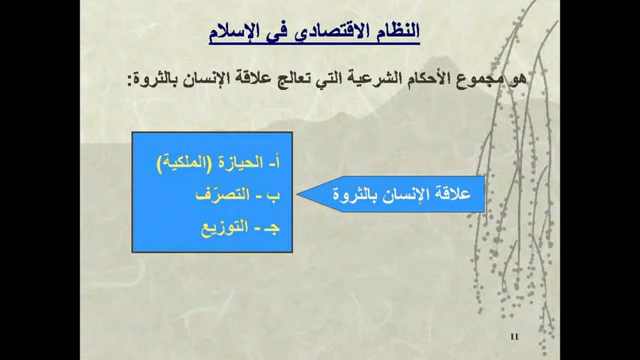 النظام الاقتصادي في الإسلام
هو مجموع الأحكام الشرعية التي تعالج علاقة الإنسان بالثروة:
علاقة الإنسان بالثروة
أ- الحيازة (الملكية)
ب - التصرّف
جـ - التوزيع
11